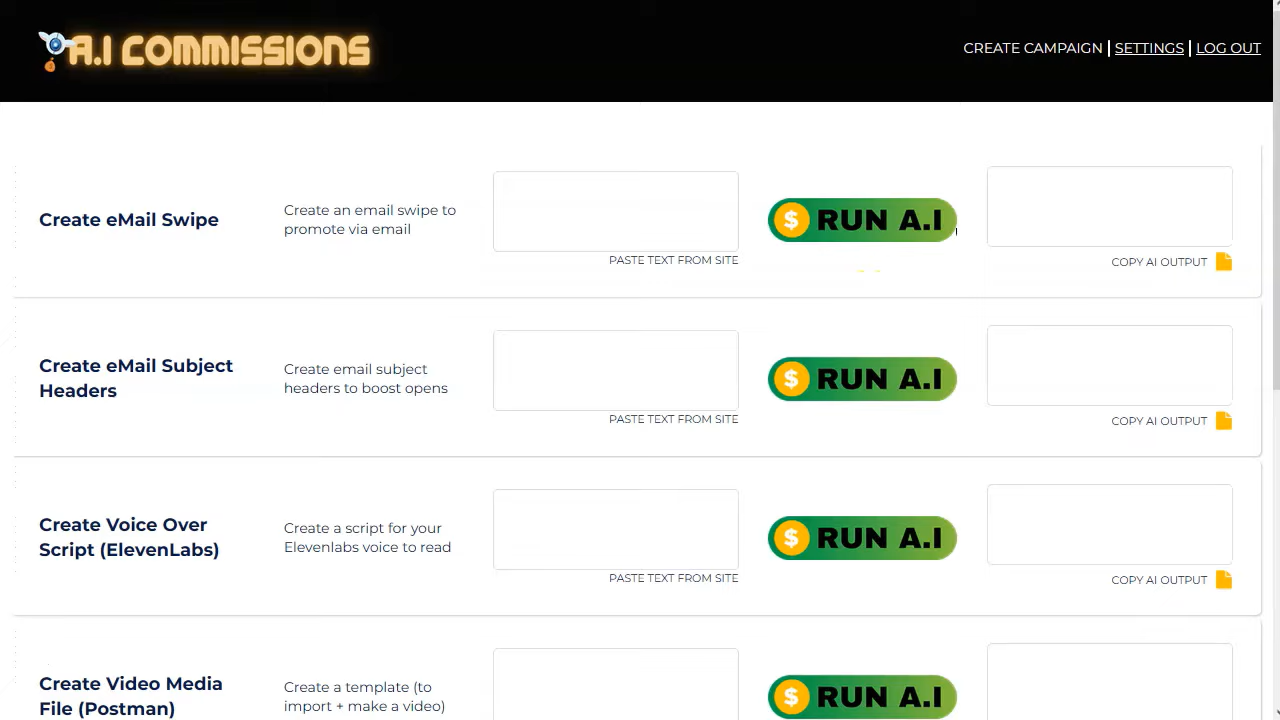 A.I COMMISSIONS
CREATE CAMPAIGN | SETTINGS | LOG OUT
Create eMail Swipe
Create an email swipe to
promote via email
PASTE TEXT FROM SITE
$ RUN A.I
COPY AI OUTPUT
Create eMail Subject
Headers
Create email subject
headers to boost opens
PASTE TEXT FROM SITE
$ RUN A.I
COPY AI OUTPUT
Create Voice Over
Script (ElevenLabs)
Create a script for your
Elevenlabs voice to read
PASTE TEXT FROM SITE
$ RUN A.I
COPY AI OUTPUT
Create Video Media
File (Postman)
Create a template (to
import + make a video)
$ RUN A.I